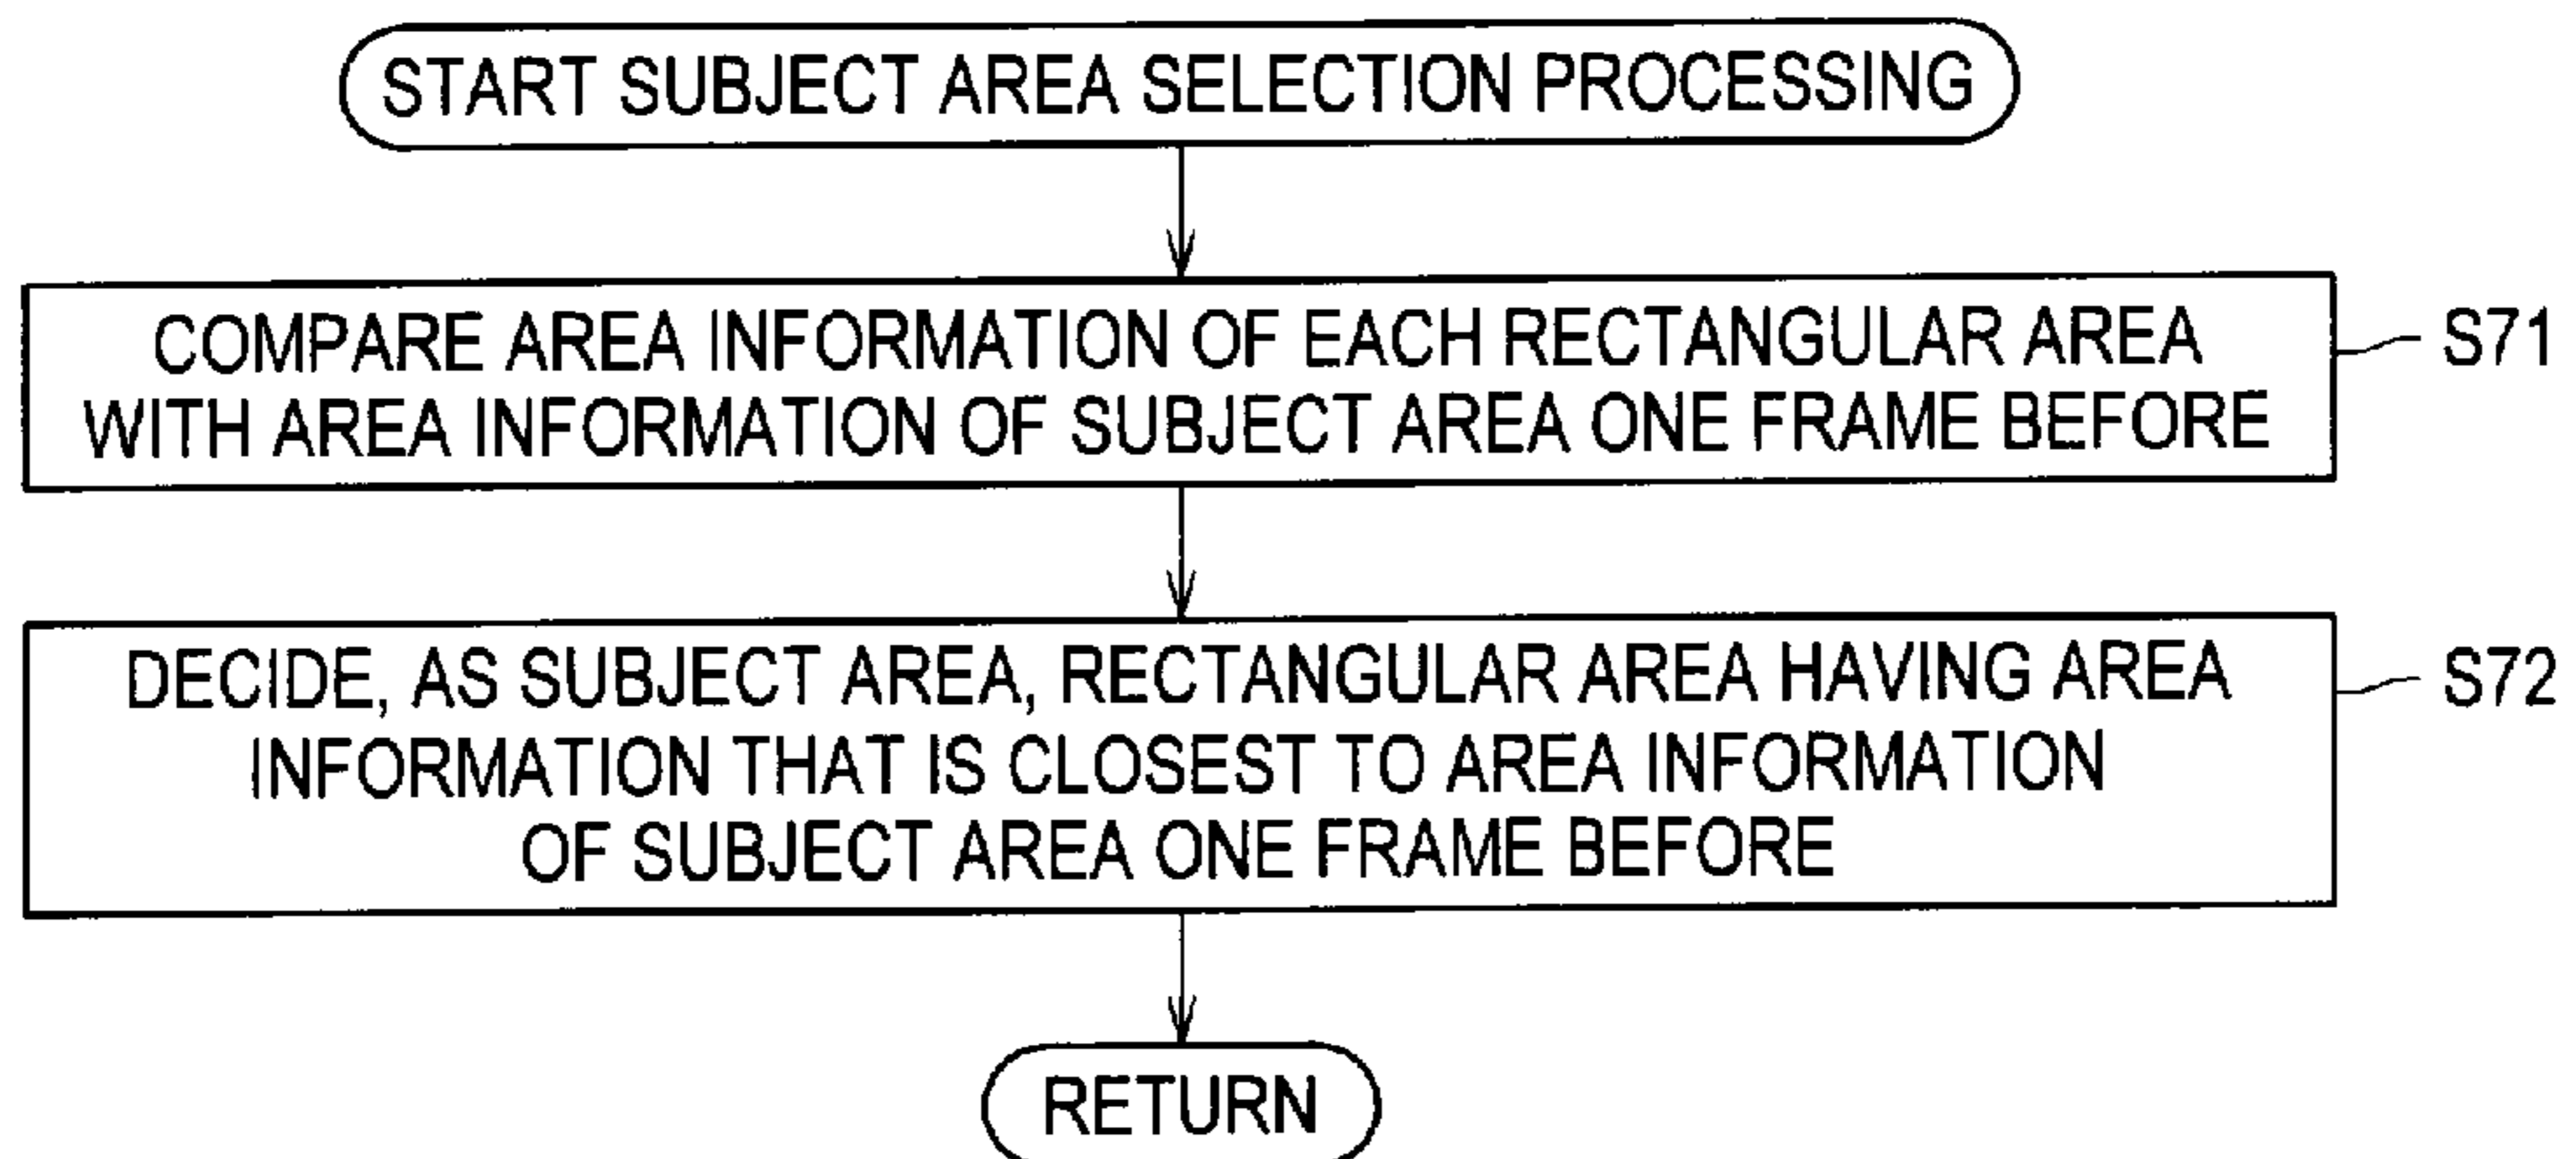 START SUBJECT AREA SELECTION PROCESSING
COMPARE AREA INFORMATION OF EACH RECTANGULAR AREA
WITH AREA INFORMATION OF SUBJECT AREA ONE FRAME BEFORE
S71
DECIDE, AS SUBJECT AREA, RECTANGULAR AREA HAVING AREA
INFORMATION THAT IS CLOSEST TO AREA INFORMATION
OF SUBJECT AREA ONE FRAME BEFORE
S72
RETURN